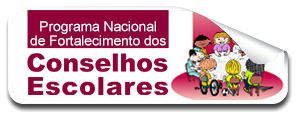 Programa Nacional
de Fortalecimento dos
Conselhos
Escolares